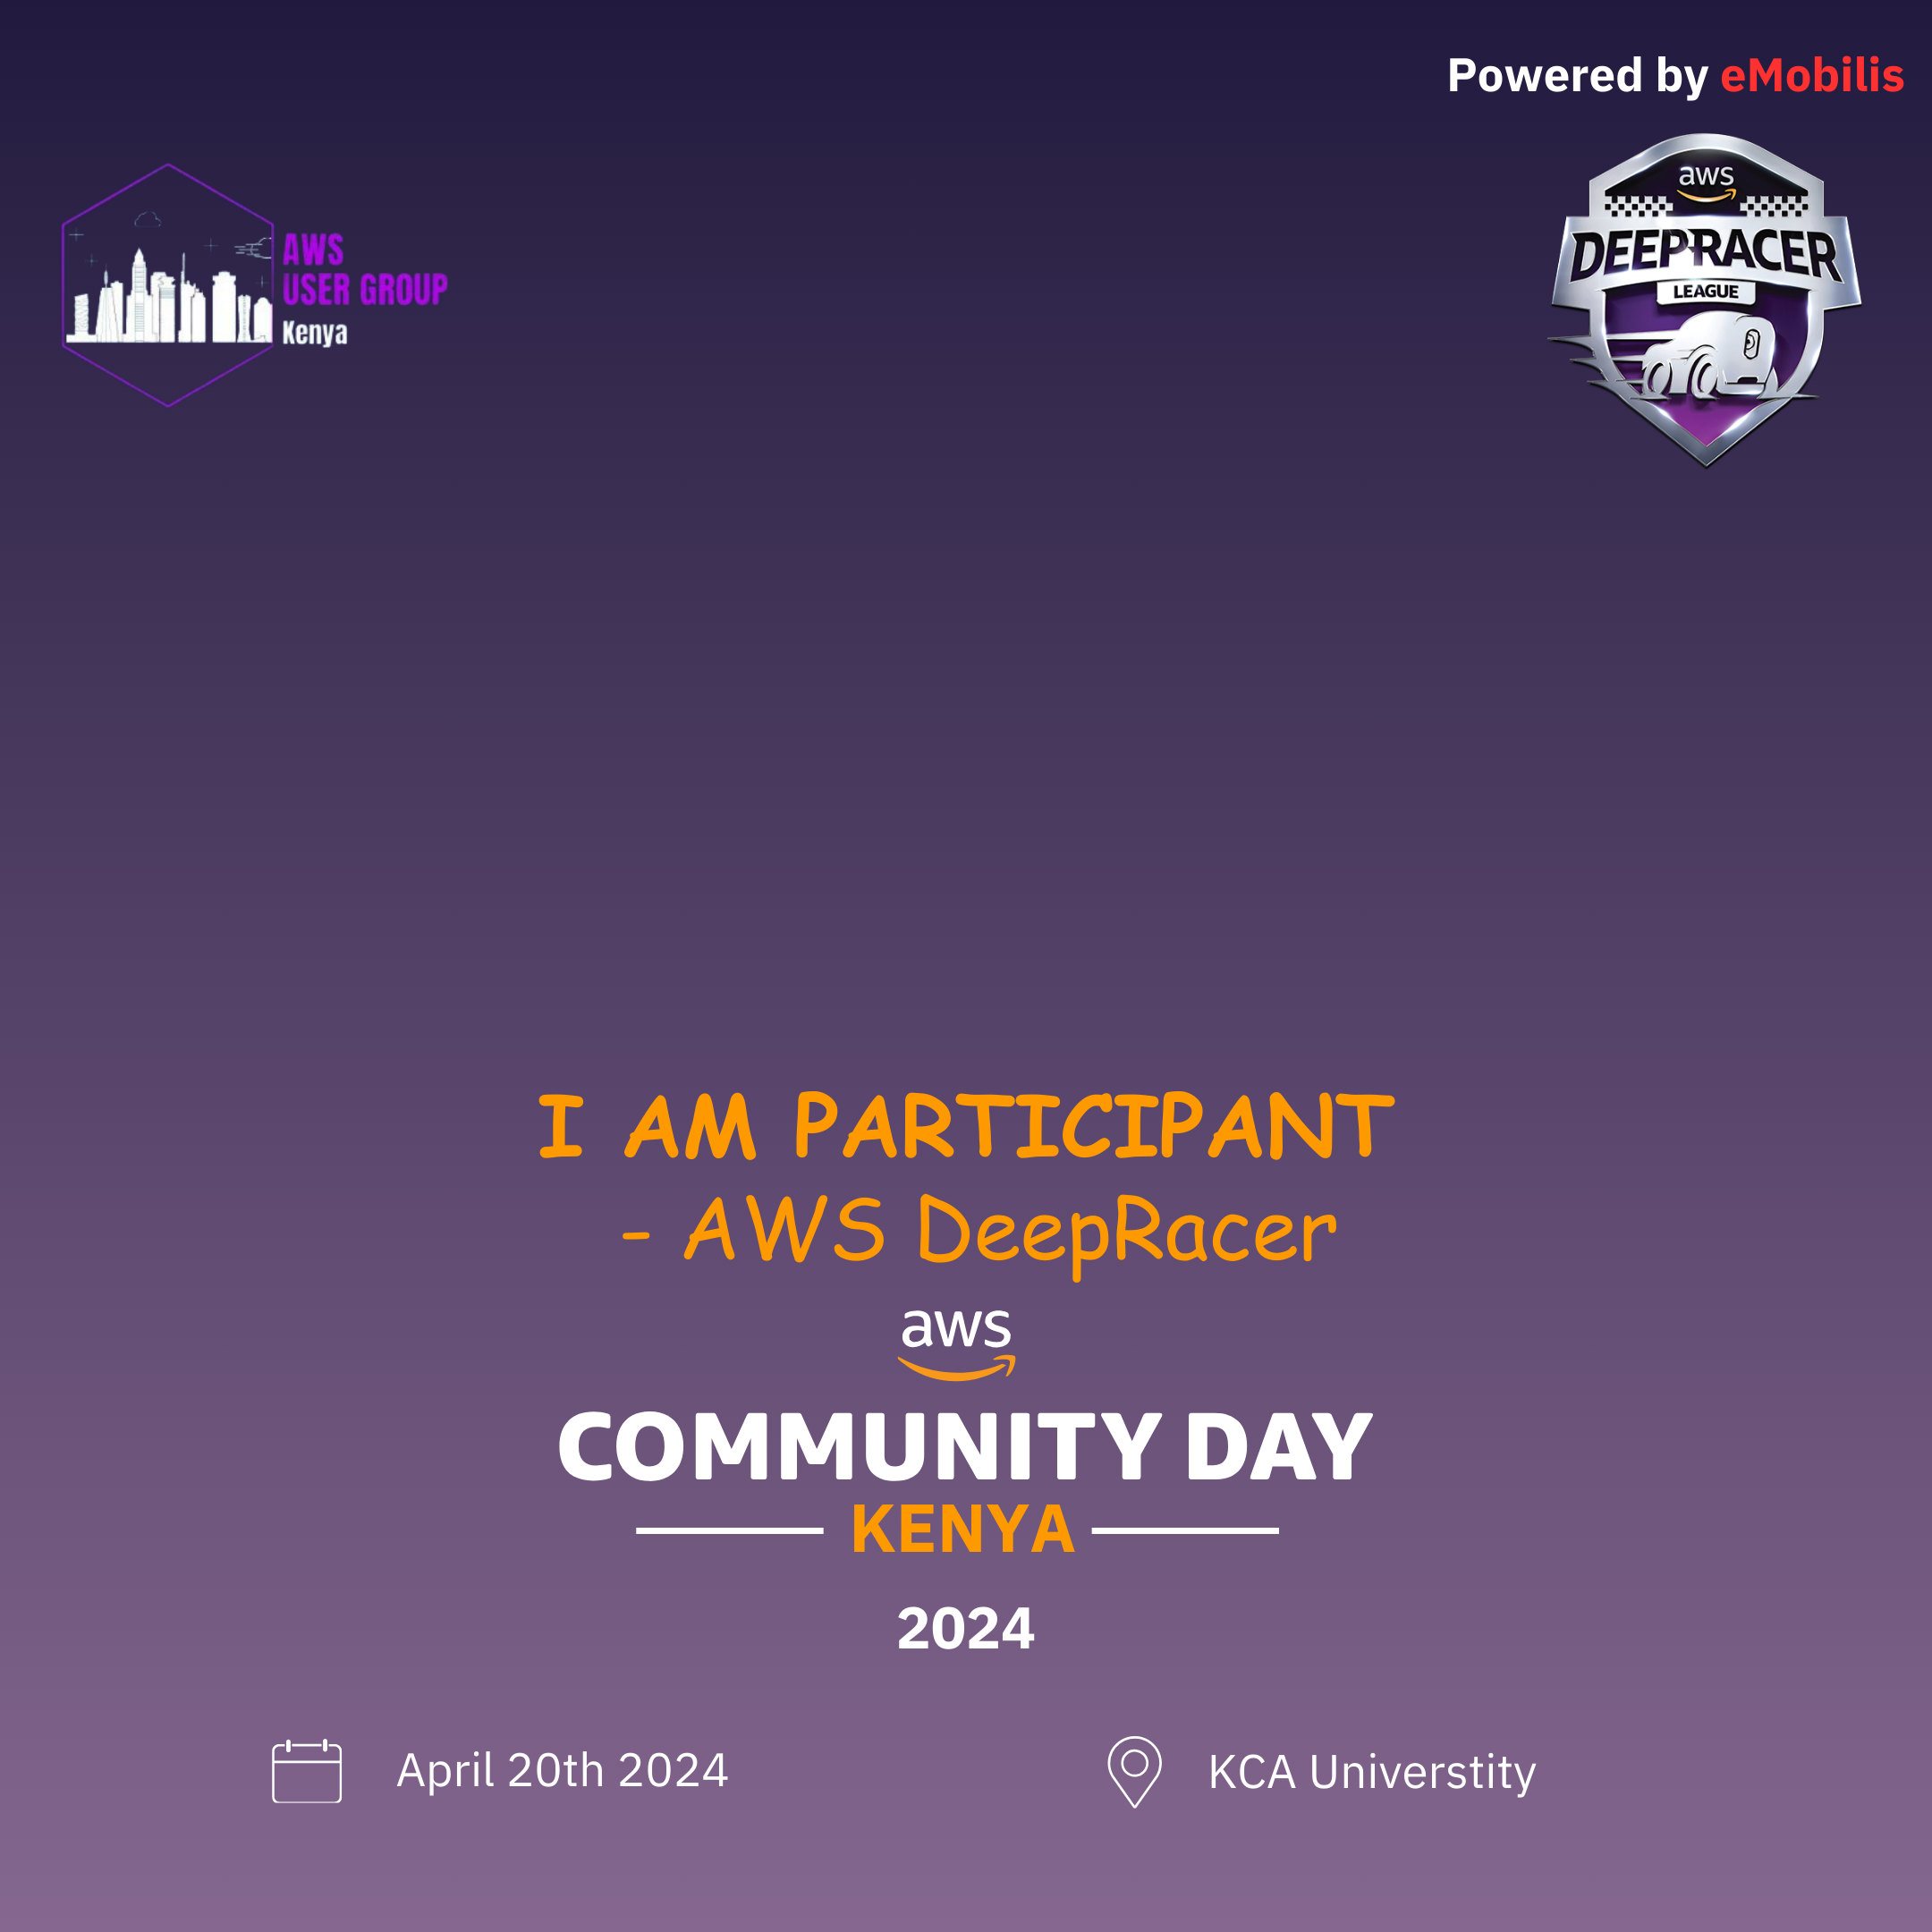 Powered by eMobilis
aws
DEEPRACER
LEAGUE
AWS
USER GROUP
Kenya
I AM PARTICIPANT
- AWS DeepRacer
aws
COMMUNITY DAY
KENYA
2024
April 20th 2024
KCA Universtity